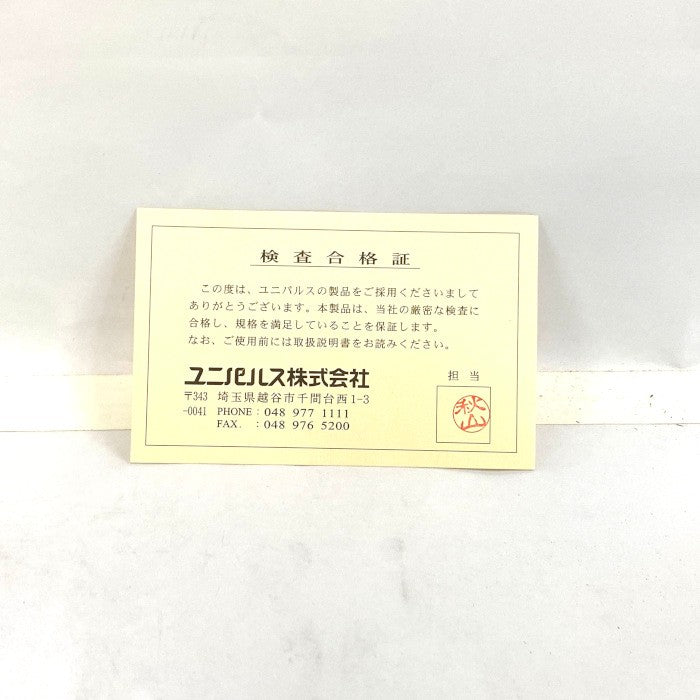 検査合格証
この度は、ユニパルスの製品をご採用くださいまして
ありがとうございます。本製品は、当社の厳密な検査に
合格し、規格を満足していることを保証します。
なお、ご使用前には取扱説明書をお読みください。
ユニパルス株式会社
〒343 埼玉県越谷市千間台西1-3
-0041 PHONE : 048 977 1111
FAX. : 048 976 5200
担当
秋山